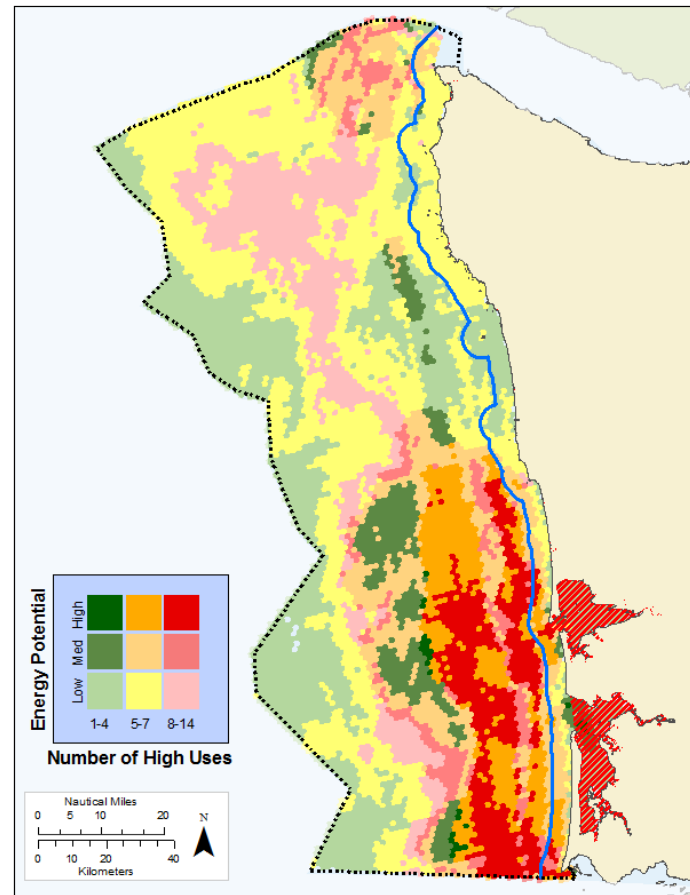 Energy Potential
High
Med
Low
1-4 5-7 8-14
Number of High Uses
Nautical Miles
0 5 10 20
N
0 10 20 40
Kilometers